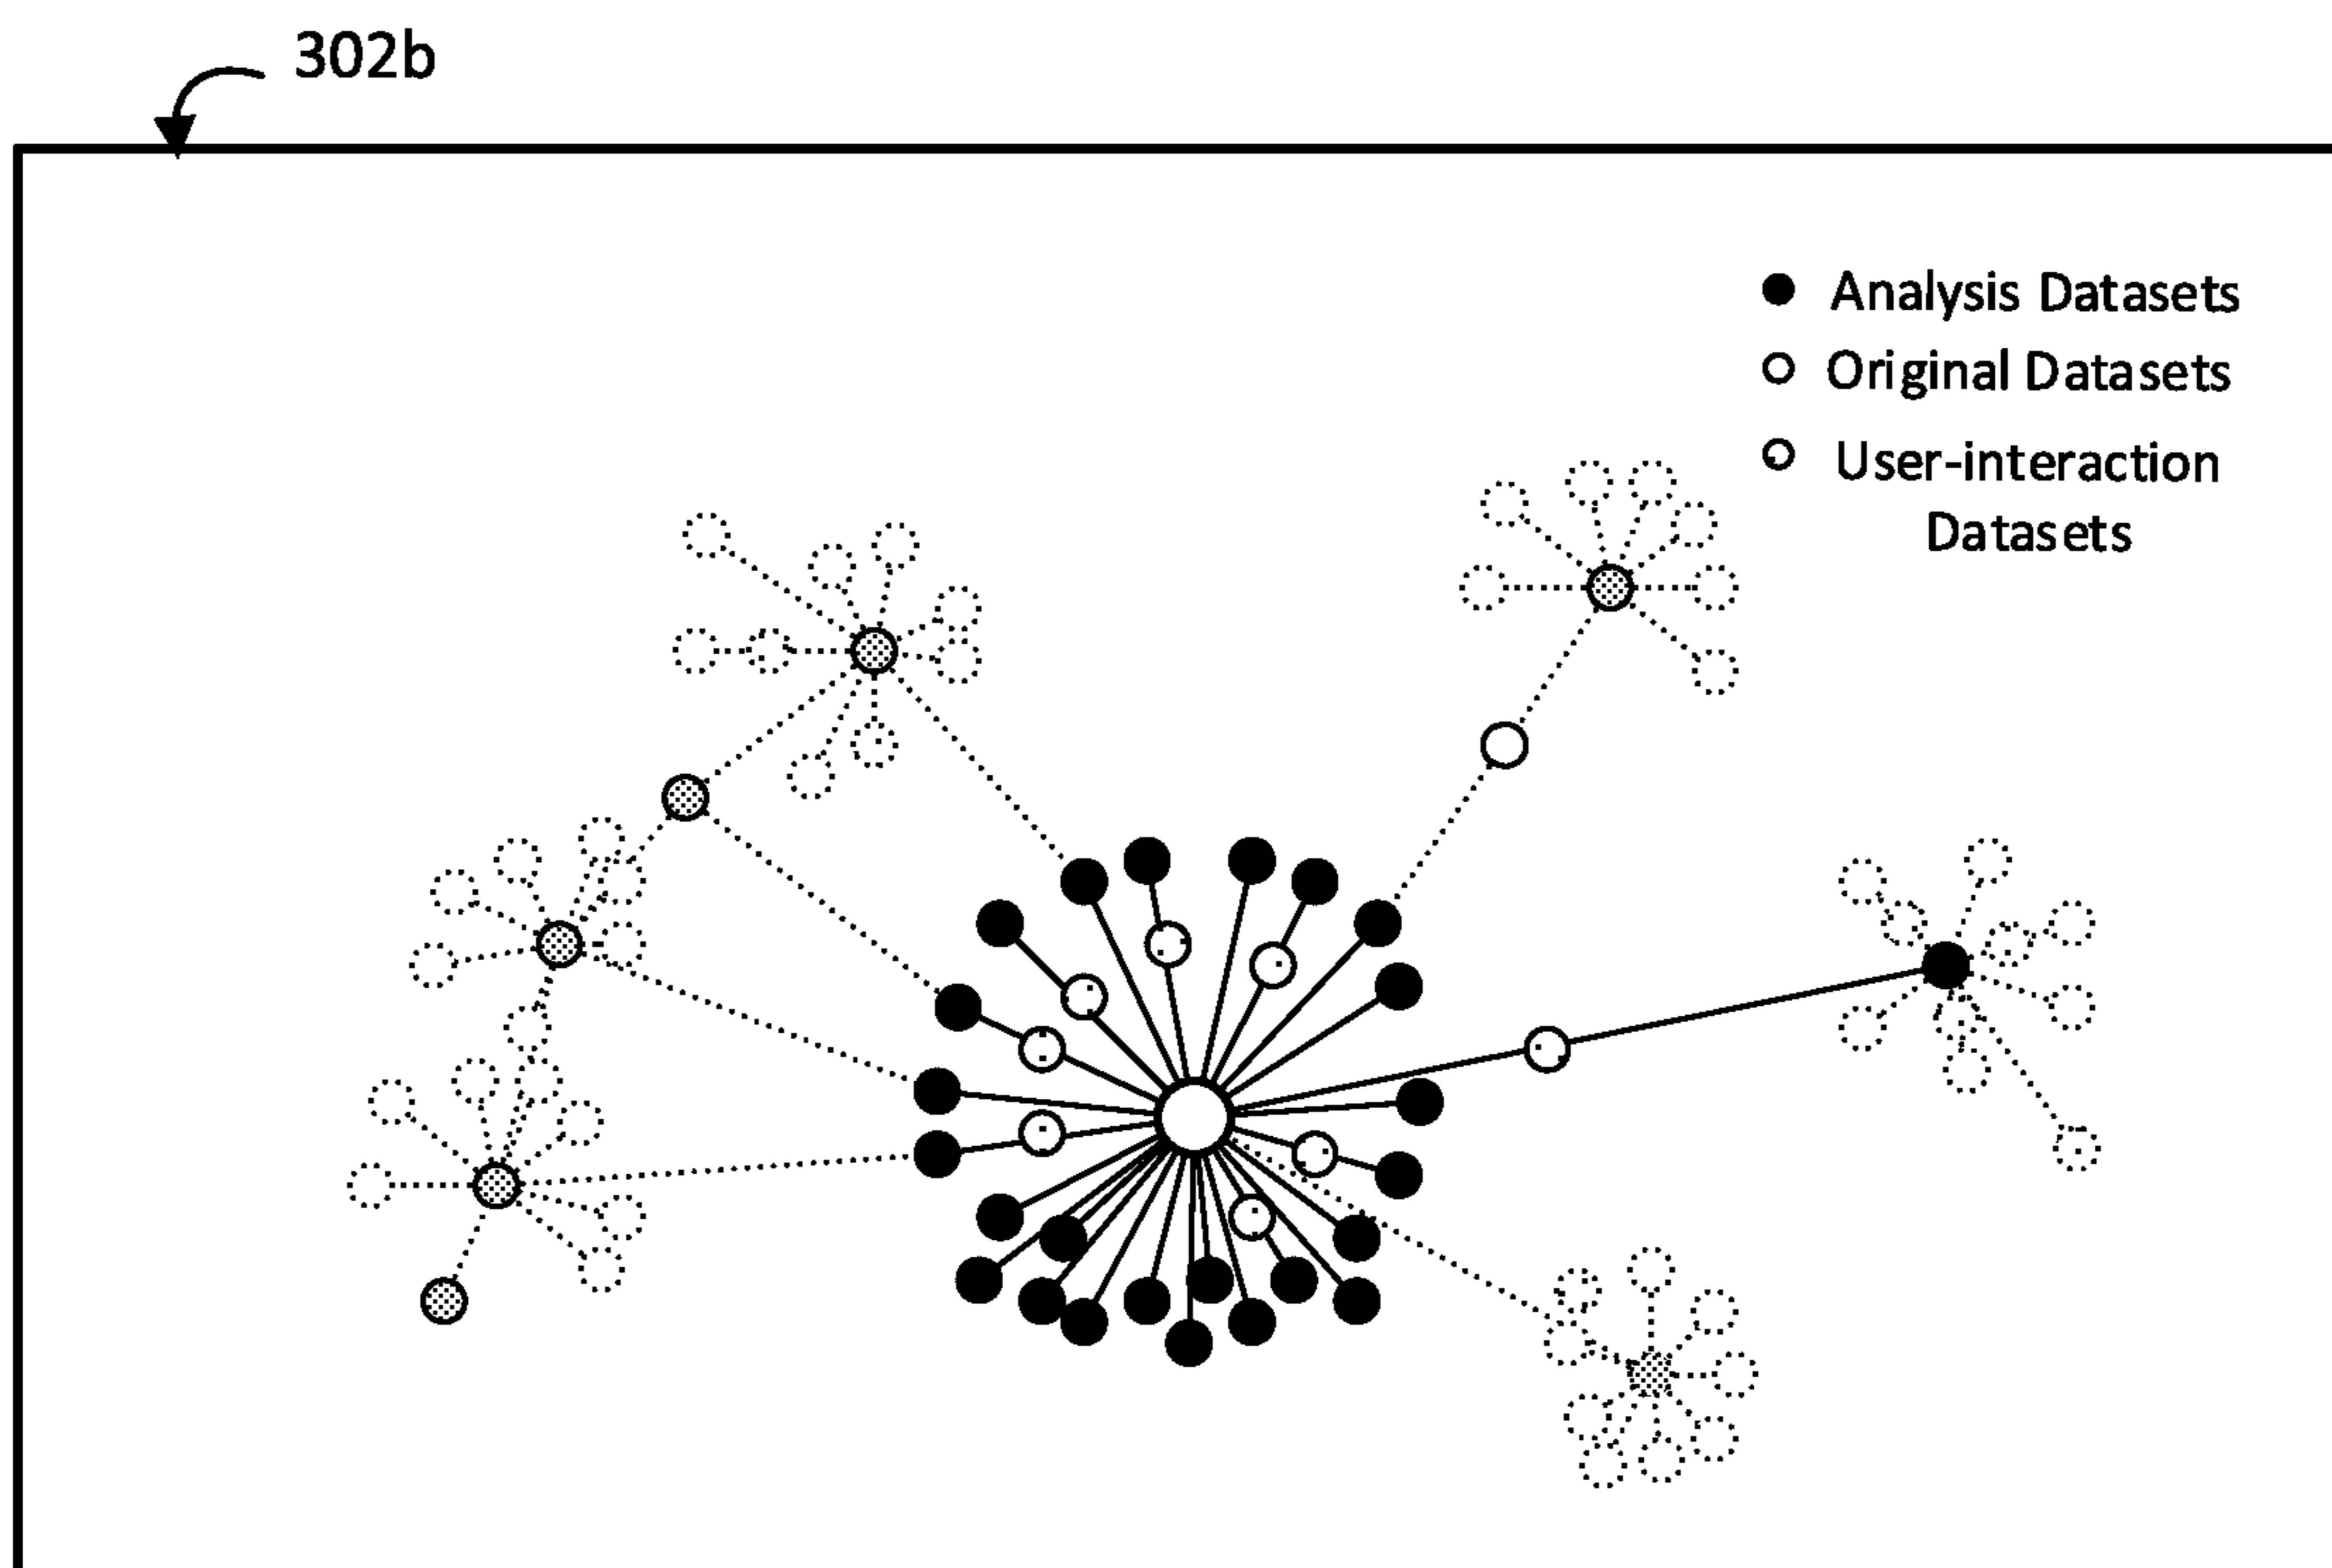 302b
Analysis Datasets
Original Datasets
User-interaction
Datasets